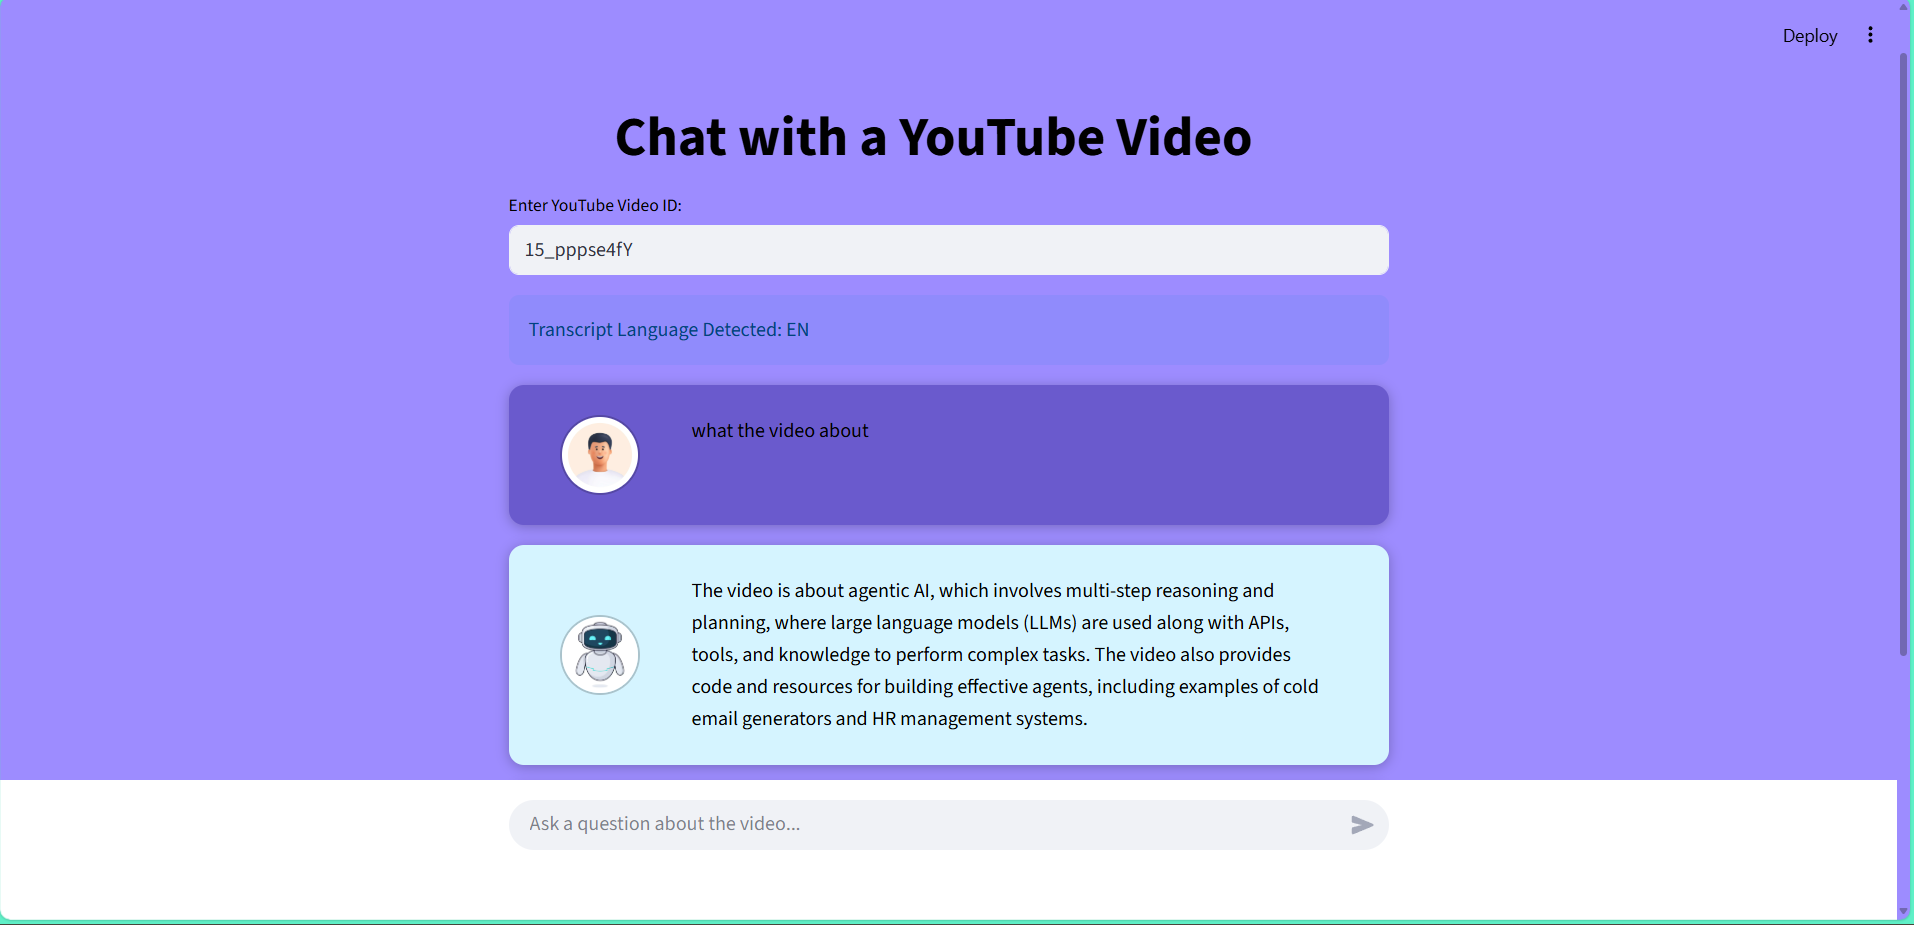 Deploy
Chat with a YouTube Video
Enter YouTube Video ID:
15_pppse4fY
Transcript Language Detected: EN
what the video about
The video is about agentic AI, which involves multi-step reasoning and
planning, where large language models (LLMs) are used along with APIs,
tools, and knowledge to perform complex tasks. The video also provides
code and resources for building effective agents, including examples of cold
email generators and HR management systems.
Ask a question about the video...